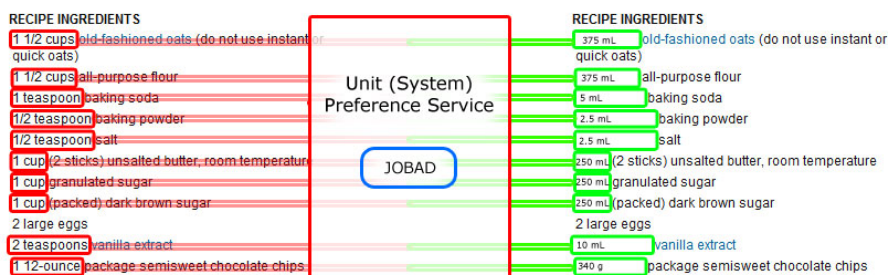 RECIPE INGREDIENTS
1 1/2 cups old-fashioned oats (do not use instant or
quick oats)
1 1/2 cups all-purpose flour
1 teaspoon baking soda
1/2 teaspoon baking powder
1/2 teaspoon salt
1 cup (2 sticks) unsalted butter, room temperature
1 cup granulated sugar
1 cup (packed) dark brown sugar
2 large eggs
2 teaspoons vanilla extract
1 12-ounce package semisweet chocolate chips
Unit (System)
Preference Service
JOBAD
RECIPE INGREDIENTS
375 mL old-fashioned oats (do not use instant or
quick oats)
375 mL all-purpose flour
5 mL baking soda
2.5 mL baking powder
2.5 mL salt
250 mL (2 sticks) unsalted butter, room temperature
250 mL granulated sugar
250 mL (packed) dark brown sugar
2 large eggs
10 mL vanilla extract
340 g package semisweet chocolate chips